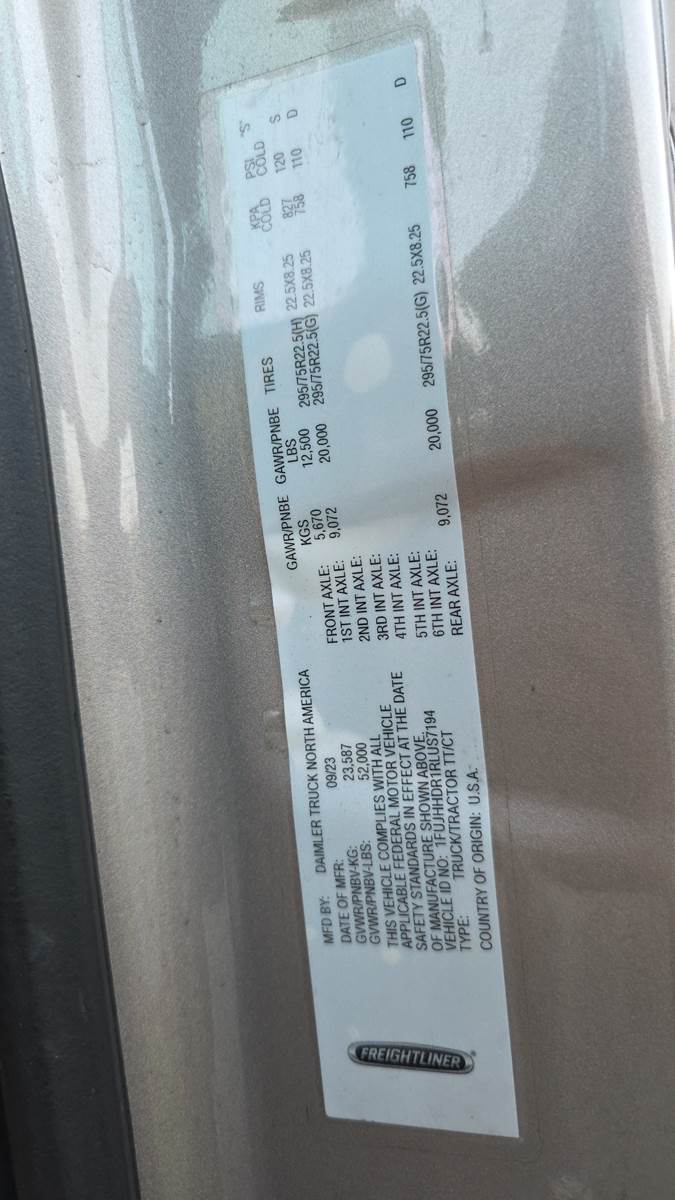 FREIGHTLINER
MFD BY: DAIMLER TRUCK NORTH AMERICA
DATE OF MFR: 09/23
GVWR/PNBV-KG: 23,587
GVWR/PNBV-LBS: 52,000
THIS VEHICLE COMPLIES WITH ALL
APPLICABLE FEDERAL MOTOR VEHICLE
SAFETY STANDARDS IN EFFECT AT THE DATE
OF MANUFACTURE SHOWN ABOVE.
VEHICLE ID NO: 1FUJHHDR1RLUS7194
TYPE: TRUCK/TRACTOR TT/CT
COUNTRY OF ORIGIN: U.S.A.
GAWR/PNBE GAWR/PNBE TIRES RIMS KPA PSI "S"
KGS LBS COLD COLD
FRONT AXLE: 5,670 12,500 295/75R22.5(H) 22.5X8.25 827 120 S
1ST INT AXLE: 9,072 20,000 295/75R22.5(G) 22.5X8.25 758 110 D
2ND INT AXLE:
3RD INT AXLE:
4TH INT AXLE:
5TH INT AXLE:
6TH INT AXLE:
REAR AXLE: 9,072 20,000 295/75R22.5(G) 22.5X8.25 758 110 D